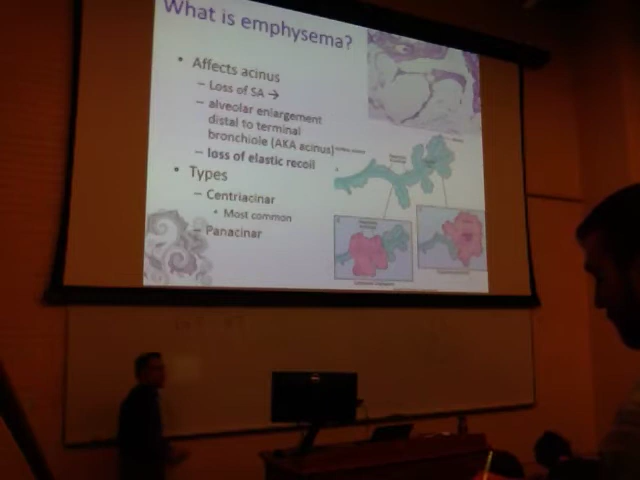 What is emphysema?
• Affects acinus
– Loss of SA →
– alveolar enlargement
distal to terminal
bronchiole (AKA acinus)
– loss of elastic recoil
• Types
– Centriacinar
• Most common
– Panacinar